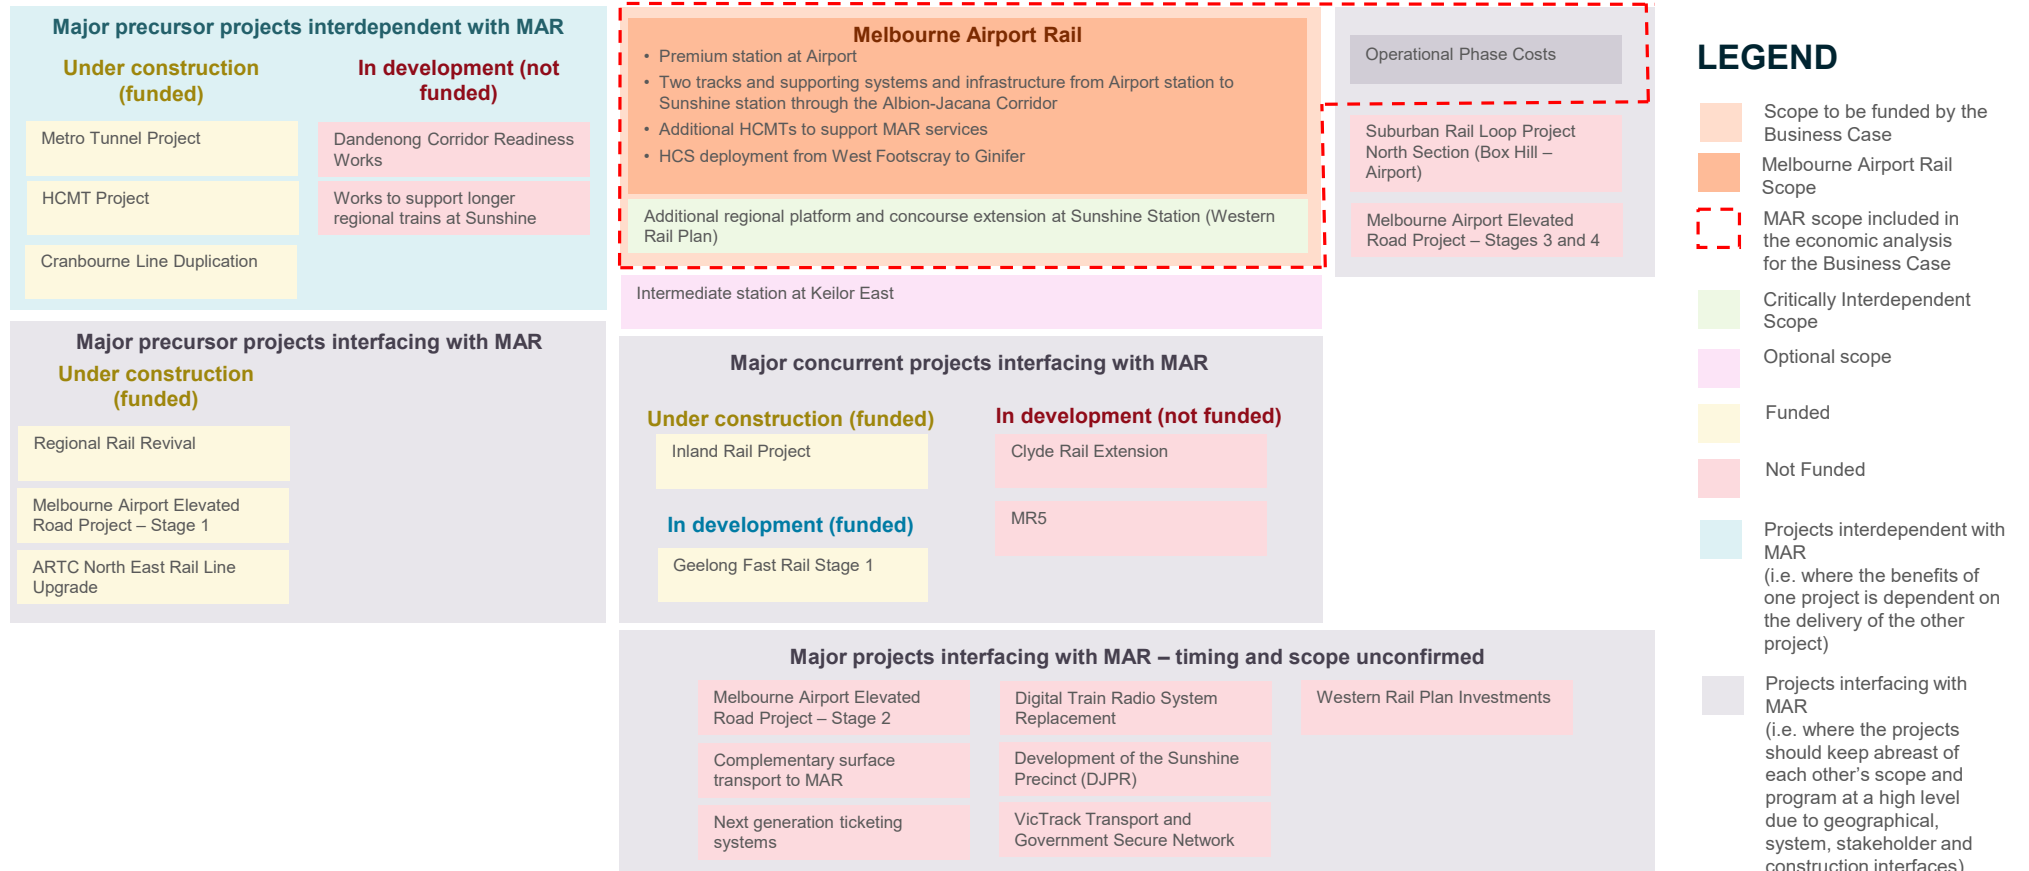 Major precursor projects interdependent with MAR
Under construction
(funded)
In development (not
funded)
Metro Tunnel Project
HCMT Project
Cranbourne Line Duplication
Dandenong Corridor Readiness
Works
Works to support longer
regional trains at Sunshine
Major precursor projects interfacing with MAR
Under construction
(funded)
Regional Rail Revival
Melbourne Airport Elevated
Road Project – Stage 1
ARTC North East Rail Line
Upgrade
Melbourne Airport Rail
• Premium station at Airport
• Two tracks and supporting systems and infrastructure from Airport station to
Sunshine station through the Albion-Jacana Corridor
• Additional HCMTs to support MAR services
• HCS deployment from West Footscray to Ginifer
Additional regional platform and concourse extension at Sunshine Station (Western
Rail Plan)
Intermediate station at Keilor East
Operational Phase Costs
Suburban Rail Loop Project
North Section (Box Hill –
Airport)
Melbourne Airport Elevated
Road Project – Stages 3 and 4
Major concurrent projects interfacing with MAR
Under construction (funded)
Inland Rail Project
In development (funded)
Geelong Fast Rail Stage 1
In development (not funded)
Clyde Rail Extension
MR5
Major projects interfacing with MAR – timing and scope unconfirmed
Melbourne Airport Elevated
Road Project – Stage 2
Complementary surface
transport to MAR
Next generation ticketing
systems
Digital Train Radio System
Replacement
Development of the Sunshine
Precinct (DJPR)
VicTrack Transport and
Government Secure Network
Western Rail Plan Investments
LEGEND
Scope to be funded by the
Business Case
Melbourne Airport Rail
Scope
MAR scope included in
the economic analysis
for the Business Case
Critically Interdependent
Scope
Optional scope
Funded
Not Funded
Projects interdependent with
MAR
(i.e. where the benefits of
one project is dependent on
the delivery of the other
project)
Projects interfacing with
MAR
(i.e. where the projects
should keep abreast of
each other's scope and
program at a high level
due to geographical,
system, stakeholder and
construction interfaces)